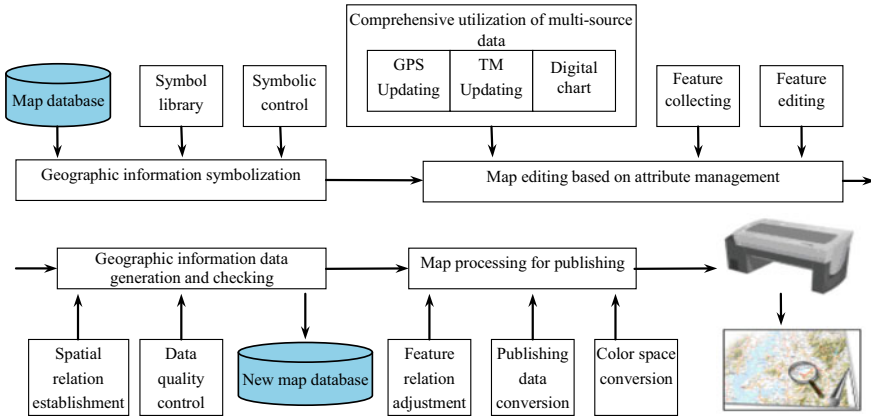 Comprehensive utilization of multi-source
data
GPS
Updating
TM
Updating
Digital
chart
Map database
Symbol
library
Symbolic
control
Feature
collecting
Feature
editing
Geographic information symbolization
Map editing based on attribute management
Geographic information data
generation and checking
Map processing for publishing
Spatial
relation
establishment
Data
quality
control
New map database
Feature
relation
adjustment
Publishing
data
conversion
Color space
conversion